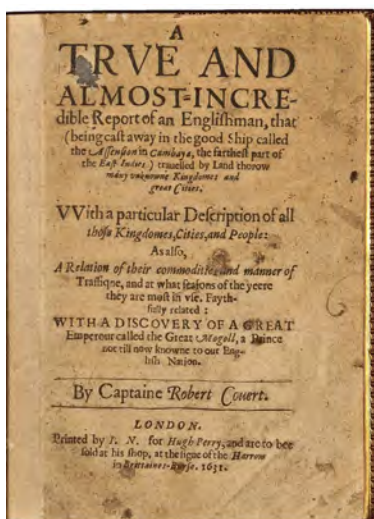 A
TRVE AND
ALMOST-INCRE-
dible Report of an Engliſhman, that
(being caſt away in the good Ship called
the Aſſenſion in Cambaya, the fartheſt part of
the Eaſt-Indies) trauelled by Land thorow
many vnknowne Kingdomes and
great Cities.
VVith a particular Deſcription of all
thoſe Kingdomes, Cities, and People:
As alſo,
A Relation of their commodities and manner of
Traffique, and at what ſeaſons of the yeere
they are moſt in vſe. Fayth-
fully related:
WITH A DISCOVERY OF A GREAT
Emperour called the Great Mogoll, a Prince
not till now knowne to our Eng-
liſh Nation.
By Captaine Robert Couert.
LONDON.
Printed by I. N. for Hugh Perry, and are to bee
ſold at his ſhop, at the ſigne of the Harrow
in Brittaines-Burſe. 1631.